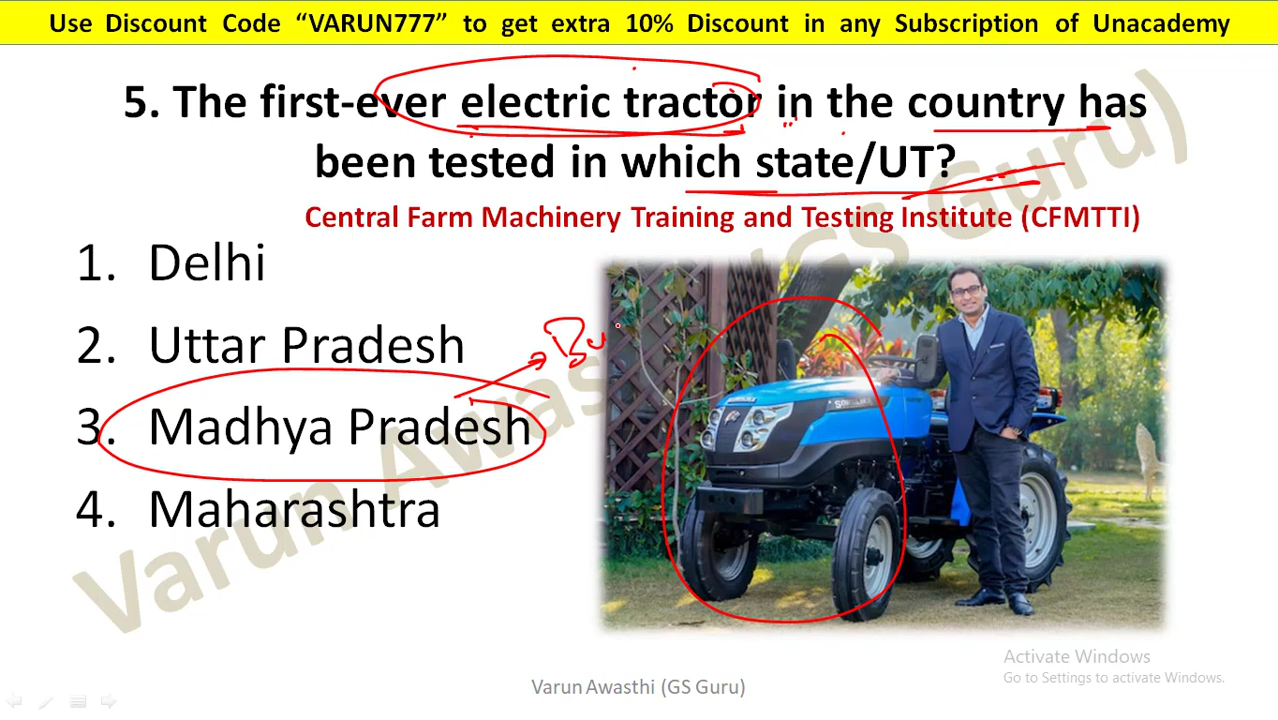 Use Discount Code “VARUN777” to get extra 10% Discount in any Subscription of Unacademy
5. The first-ever electric tractor in the country has
been tested in which state/UT?
Central Farm Machinery Training and Testing Institute (CFMTTI)
1. Delhi
2. Uttar Pradesh
Bu
3. Madhya Pradesh
4. Maharashtra
Varun Awasthi (GS Guru)
Activate Windows
Go to Settings to activate Windows.
Varun Awasthi (GS Guru)